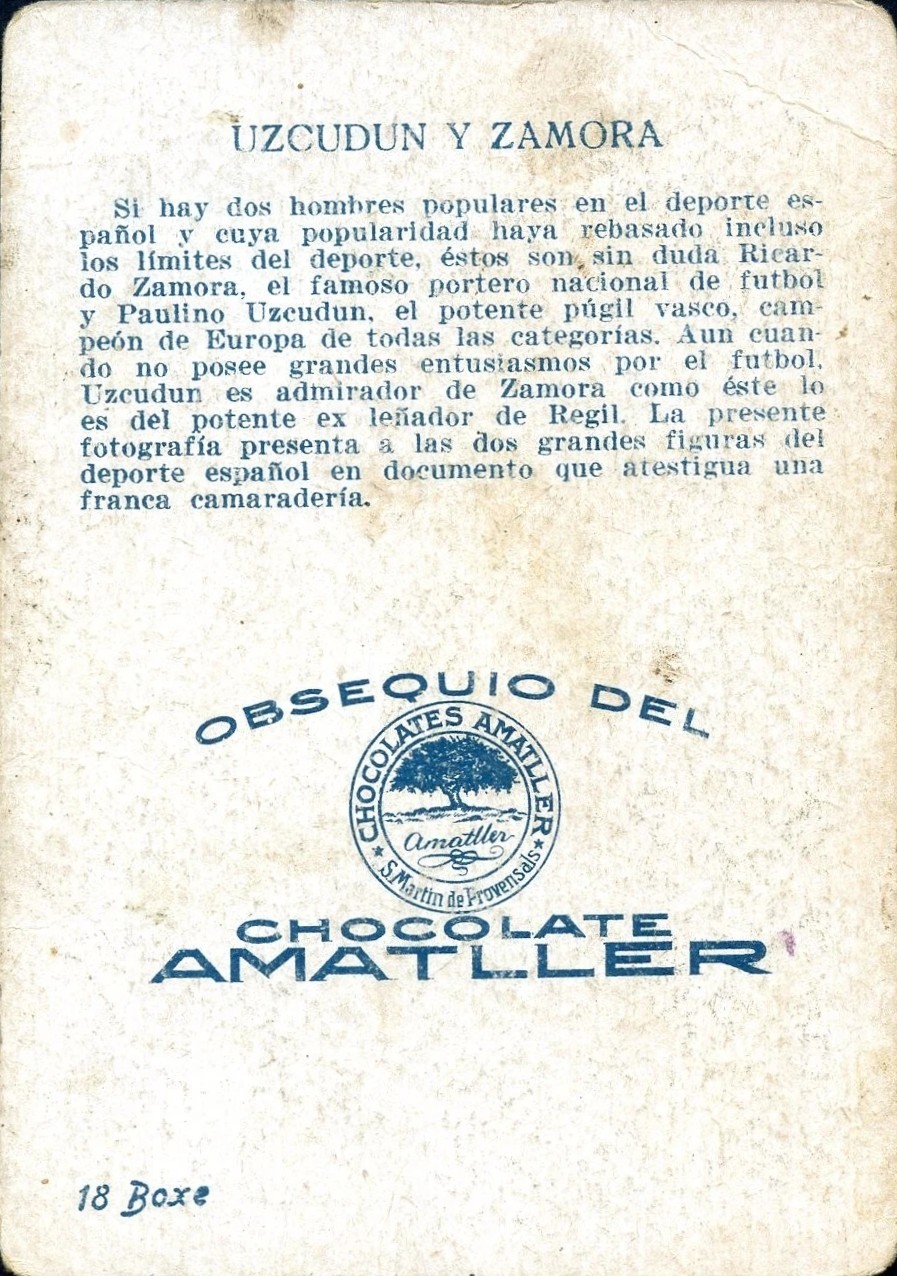 UZCUDUN Y ZAMORA
Si hay dos hombres populares en el deporte es-
pañol y cuya popularidad haya rebasado incluso
los límites del deporte, éstos son sin duda Ricar-
do Zamora, el famoso portero nacional de futbol
y Paulino Uzcudun, el potente púgil vasco, cam-
peón de Europa de todas las categorías. Aun cuan-
do no posee grandes entusiasmos por el futbol,
Uzcudun es admirador de Zamora como éste lo
es del potente ex leñador de Regil. La presente
fotografía presenta a las dos grandes figuras del
deporte español en documento que atestigua una
franca camaradería.
OBSEQUIO DEL
CHOCOLATES AMATLLER
Amatller
S. Martin de Provensals
CHOCOLATE
AMATLLER
18 Boxe